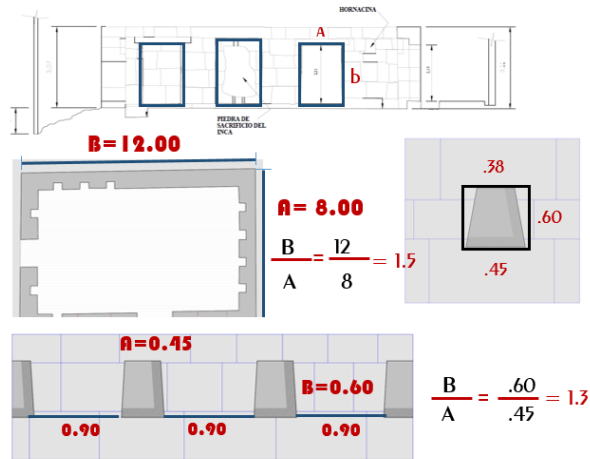 HORNACINA
A
b
PIEDRA DE
SACRIFICIO DEL
INCA
B= 12.00
A= 8.00
B/A = 12/8 = 1.5
.38
.60
.45
A=0.45
B=0.60
0.90
0.90
0.90
B/A = .60/.45 = 1.3